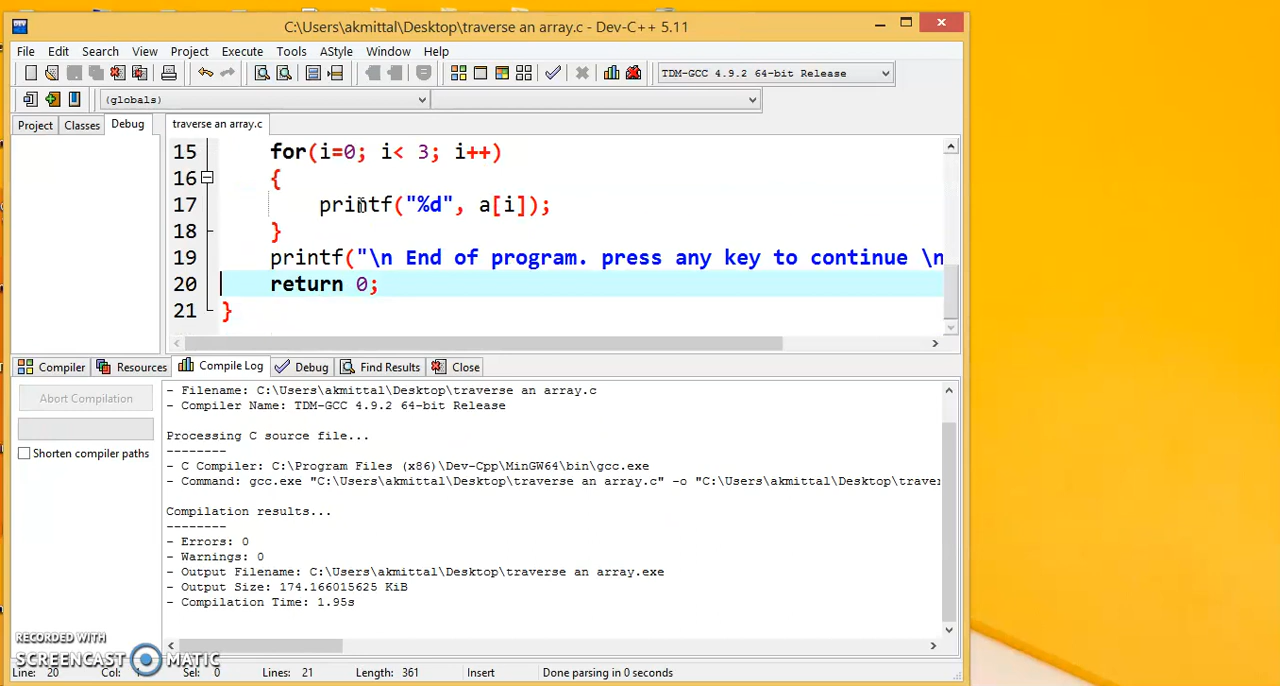 C:\Users\akmittal\Desktop\traverse an array.c - Dev-C++ 5.11
File Edit Search View Project Execute Tools AStyle Window Help
TDM-GCC 4.9.2 64-bit Release
(globals)
Project Classes Debug traverse an array.c
15 for(i=0; i< 3; i++)
16 {
17 printf("%d", a[i]);
18 }
19 printf("\n End of program. press any key to continue \n
20 return 0;
21 }
Compiler Resources Compile Log Debug Find Results Close
Abort Compilation
Shorten compiler paths
- Filename: C:\Users\akmittal\Desktop\traverse an array.c
- Compiler Name: TDM-GCC 4.9.2 64-bit Release
Processing C source file...
--------
- C Compiler: C:\Program Files (x86)\Dev-Cpp\MinGW64\bin\gcc.exe
- Command: gcc.exe "C:\Users\akmittal\Desktop\traverse an array.c" -o "C:\Users\akmittal\Desktop\traver
Compilation results...
--------
- Errors: 0
- Warnings: 0
- Output Filename: C:\Users\akmittal\Desktop\traverse an array.exe
- Output Size: 174.166015625 KiB
- Compilation Time: 1.95s
RECORDED WITH
SCREENCAST MATIC
Line: 20 Col: 1 Sel: 0 Lines: 21 Length: 361 Insert Done parsing in 0 seconds